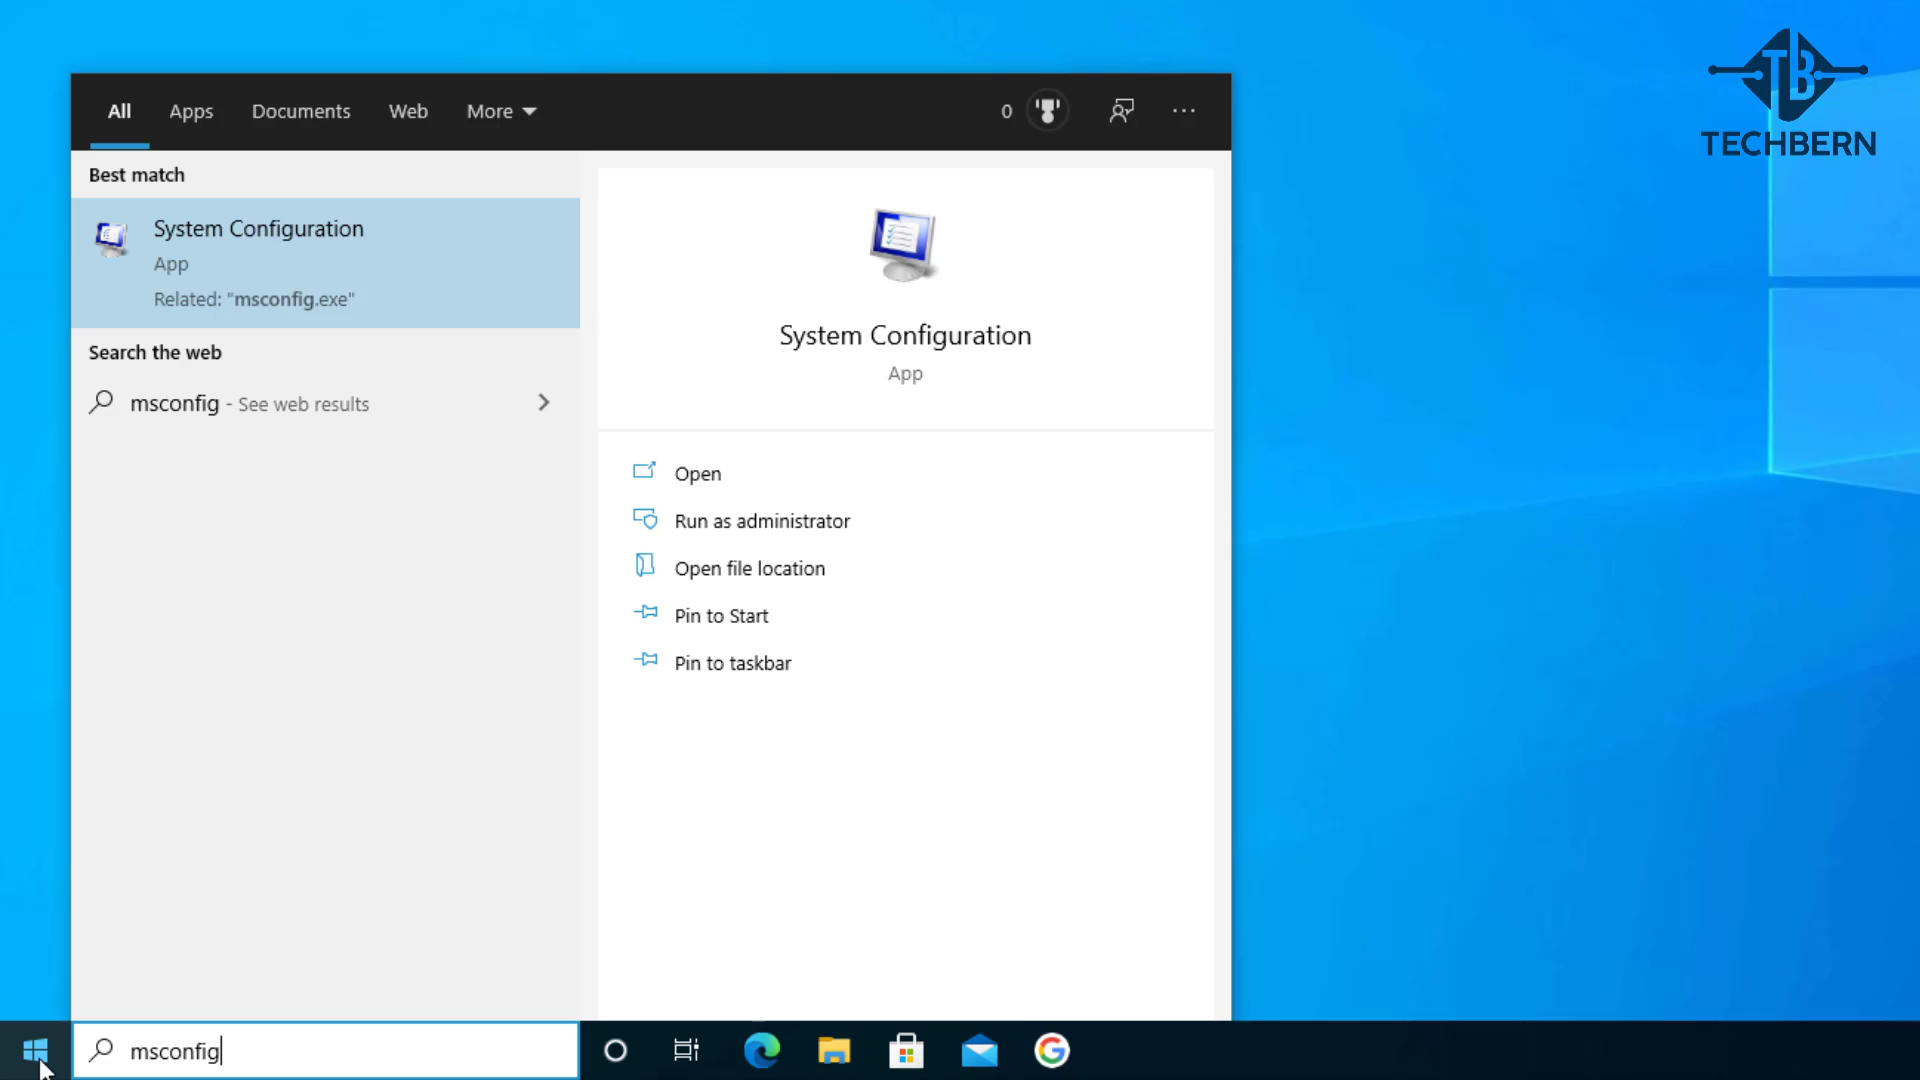 All Apps Documents Web More 0
TB
TECHBERN
Best match
System Configuration
App
Related: "msconfig.exe"
Search the web
msconfig - See web results
System Configuration
App
Open
Run as administrator
Open file location
Pin to Start
Pin to taskbar
msconfig